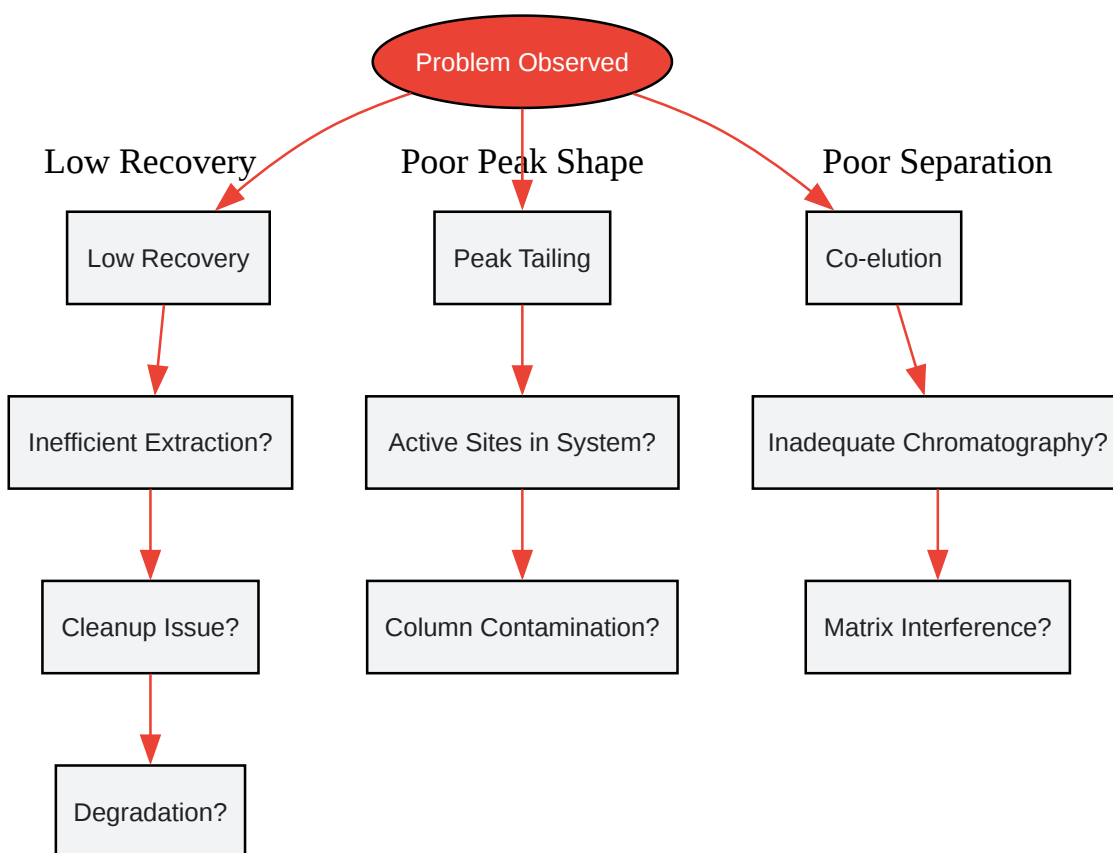 Problem Observed
Low Recovery
Poor Peak Shape
Poor Separation
Low Recovery
Peak Tailing
Co-elution
Inefficient Extraction?
Active Sites in System?
Inadequate Chromatography?
Cleanup Issue?
Column Contamination?
Matrix Interference?
Degradation?